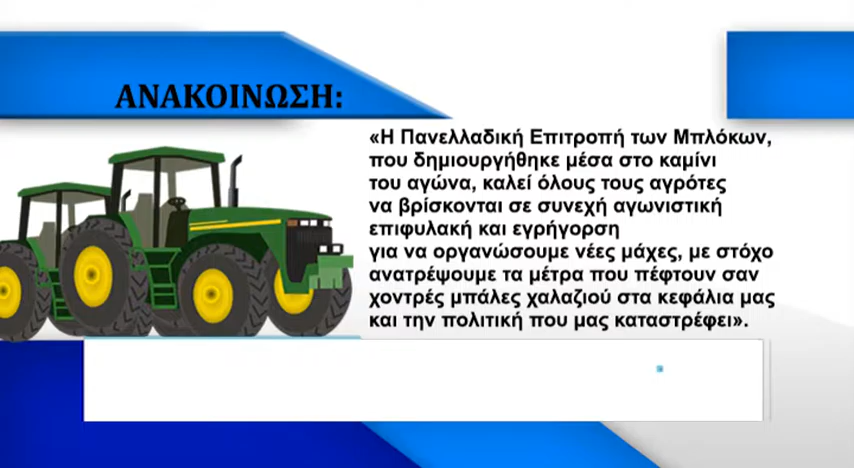 ΑΝΑΚΟΙΝΩΣΗ:
«Η Πανελλαδική Επιτροπή των Μπλόκων,
που δημιουργήθηκε μέσα στο καμίνι
του αγώνα, καλεί όλους τους αγρότες
να βρίσκονται σε συνεχή αγωνιστική
επιφυλακή και εγρήγορση
για να οργανώσουμε νέες μάχες, με στόχο
ανατρέψουμε τα μέτρα που πέφτουν σαν
χοντρές μπάλες χαλαζιού στα κεφάλια μας
και την πολιτική που μας καταστρέφει».